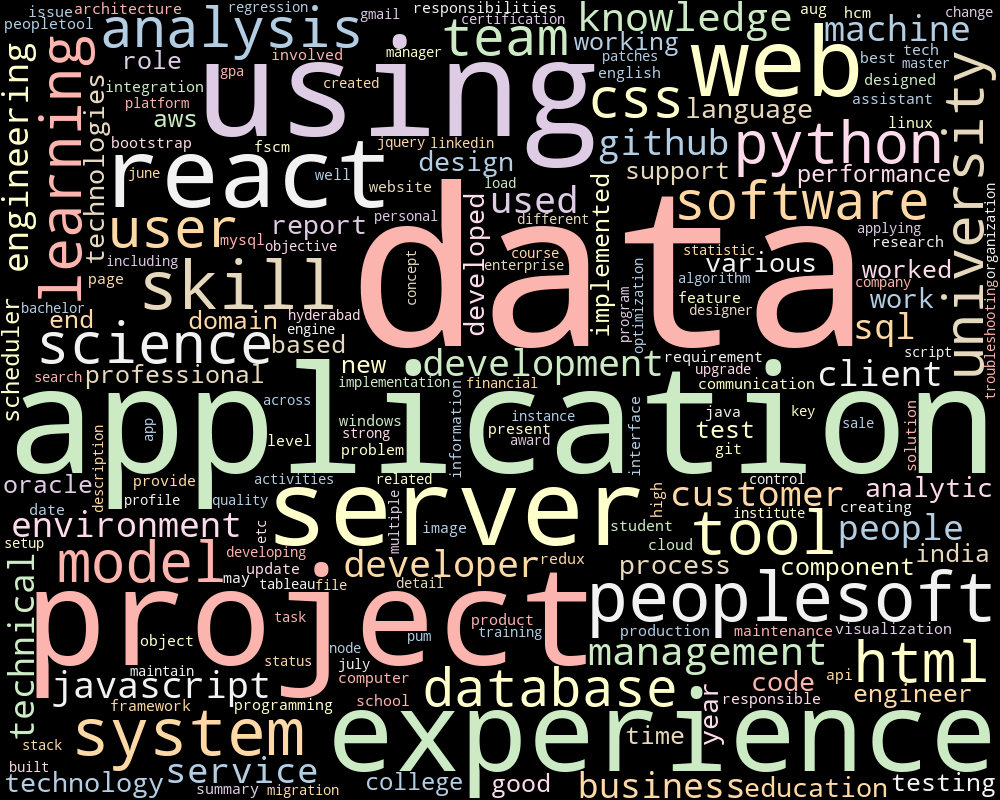 issue
architecture
regression
responsibilities
aug
hcm
change
peopletool
gmail
certification
knowledge
machine
analysis
team
working
best
tech
master
role
involved
manager
using
patches
english
web
designed
engineering
learning
technologies
integration
gpa
created
css
language
assistant
university
platform
aws
linux
bootstrap
fscm
jquery
linkedin
github
python
react
june
well
website
design
load
support
performance
used
software
organization
user
report
personal
data
developed
different
implemented
applying
mysql
objective
various
statistic
research
including
skill
concept
course
enterprise
algorithm
worked
company
page
program
optimization
feature
designer
work
bachelor
scheduler
end
domain
hyderabad
engine
sql
troubleshooting
science
based
new
development
requirement
upgrade
script
search
professional
implementation
financial
communication
client
application
across
app
windows
strong
problem
level
information
instance
present
award
interface
java
test
git
key
sale
solution
oracle
description
provide
activities
related
control
analytic
profile
quality
server
high
customer
creating
date
environment
etc
multiple
image
student
institute
tool
people
setup
cloud
model
developing
update
may
tableau
file
developer
redux
detail
process
component
india
technical
project
task
product
training
pum
peoplesoft
production
maintenance
visualization
object
status
node
july
maintain
computer
management
html
javascript
school
database
code
api
engineer
framework
programming
year
responsible
stack
system
experience
time
built
technology
service
summary
migration
college
good
business
education
testing